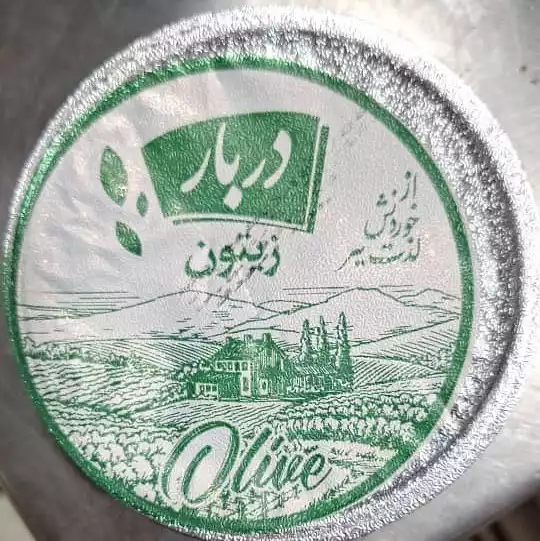 دربار
زیتون
از
خوردنش
لذت ببر
Olive